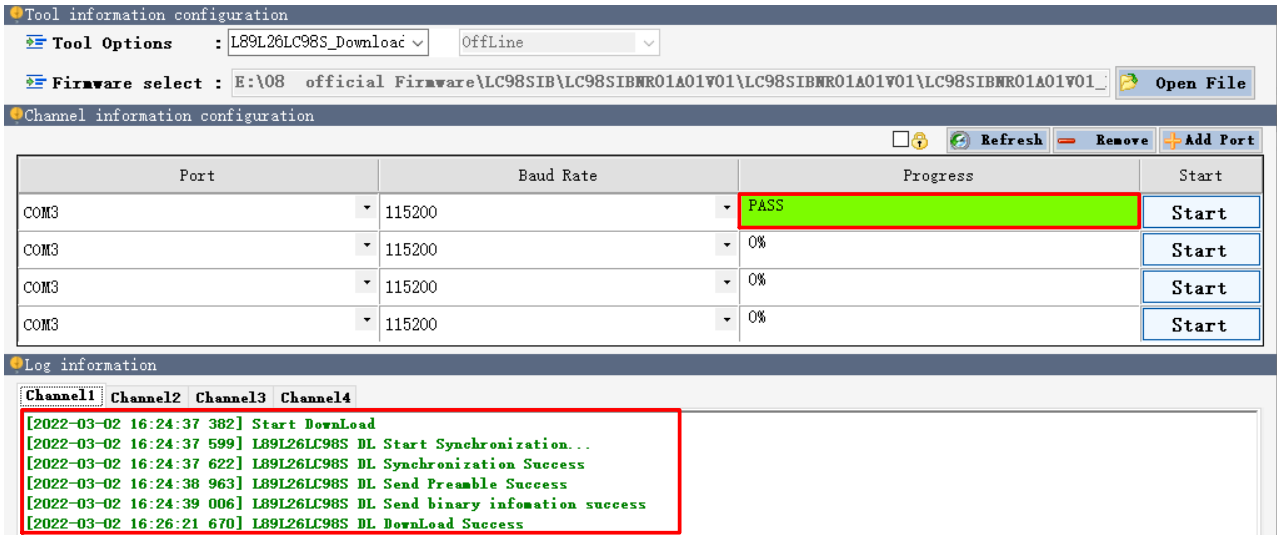 Tool information configuration
Tool Options : L89L26LC98S_Downloac OffLine
Firmware select : E:\08 official Firmware\LC98SIB\LC98SIBNR01A01V01\LC98SIBNR01A01V01\LC98SIBNR01A01V01_ Open File
Channel information configuration
Refresh Remove Add Port
Port Baud Rate Progress Start
COM3 115200 PASS Start
COM3 115200 0% Start
COM3 115200 0% Start
COM3 115200 0% Start
Log information
Channel1 Channel2 Channel3 Channel4
[2022-03-02 16:24:37 382] Start DownLoad
[2022-03-02 16:24:37 599] L89L26LC98S DL Start Synchronization...
[2022-03-02 16:24:37 622] L89L26LC98S DL Synchronization Success
[2022-03-02 16:24:38 963] L89L26LC98S DL Send Preamble Success
[2022-03-02 16:24:39 006] L89L26LC98S DL Send binary infomation success
[2022-03-02 16:26:21 670] L89L26LC98S DL DownLoad Success